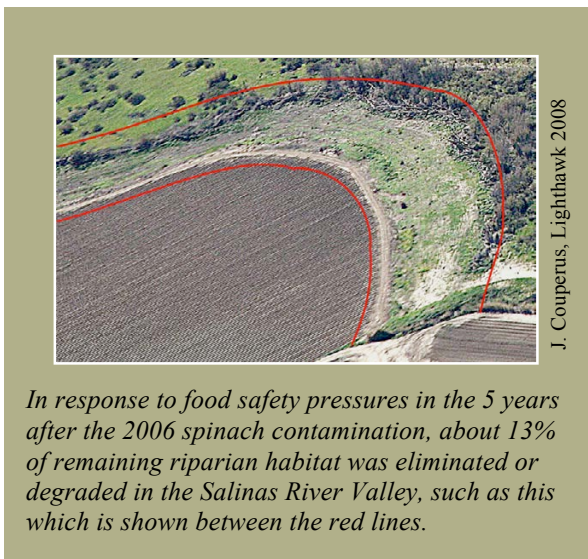 J. Couperus, Lighthawk 2008
In response to food safety pressures in the 5 years
after the 2006 spinach contamination, about 13%
of remaining riparian habitat was eliminated or
degraded in the Salinas River Valley, such as this
which is shown between the red lines.